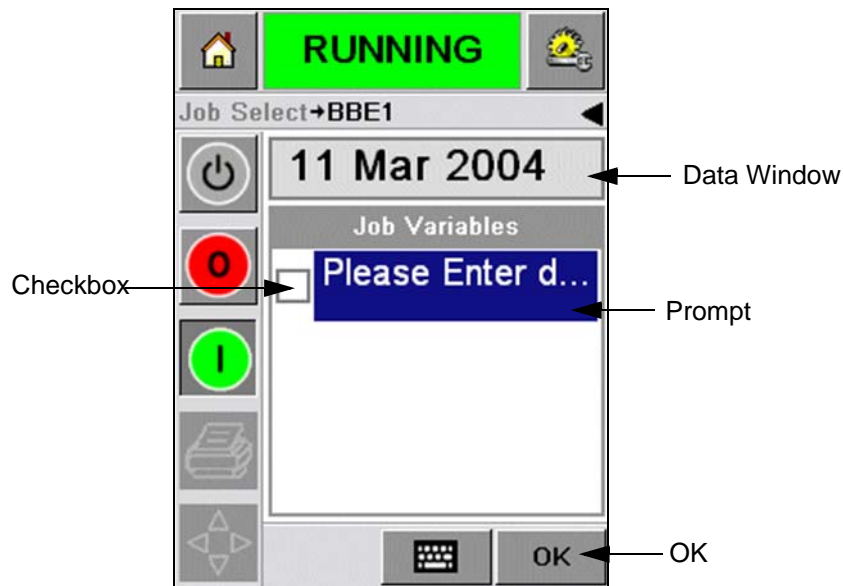 RUNNING
Job Select→BBE1
11 Mar 2004
Data Window
Job Variables
Checkbox
O
Please Enter d...
Prompt
I
OK
OK